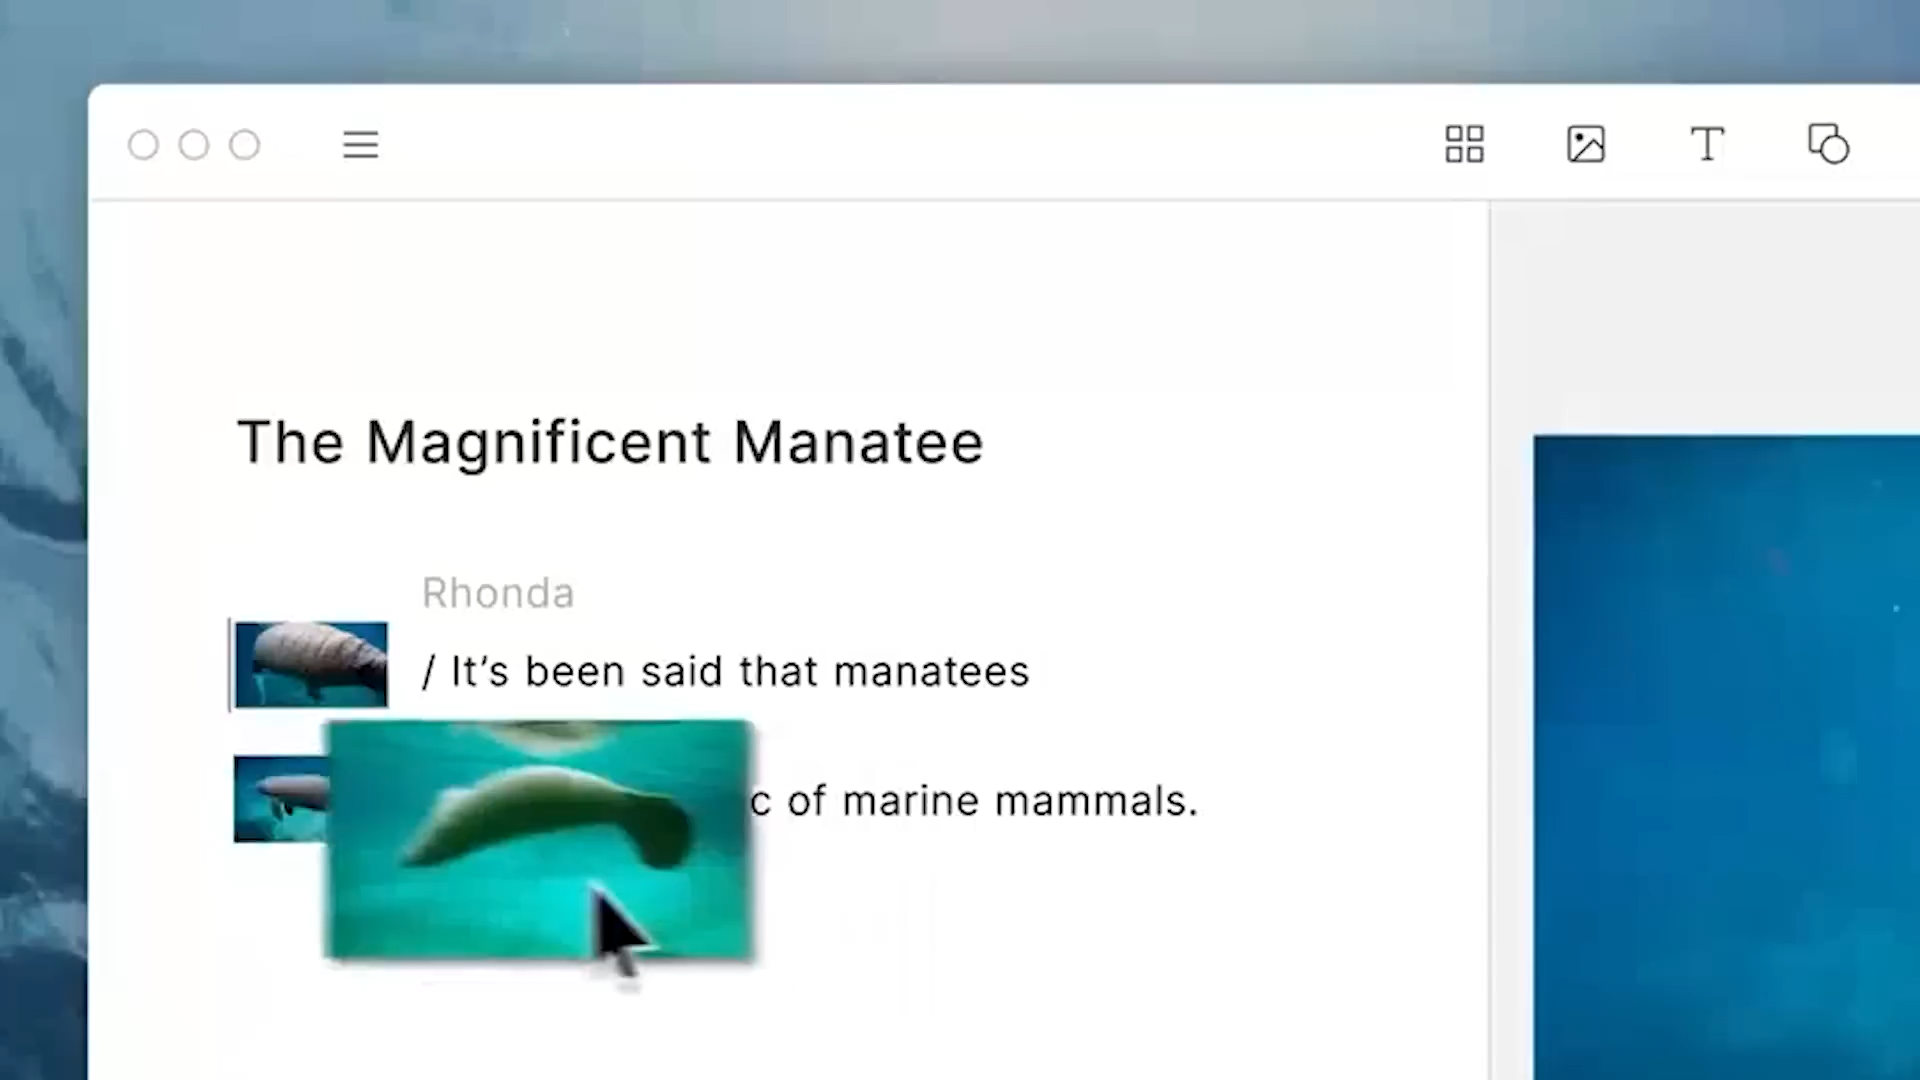 The Magnificent Manatee
Rhonda
/ It’s been said that manatees
of marine mammals.